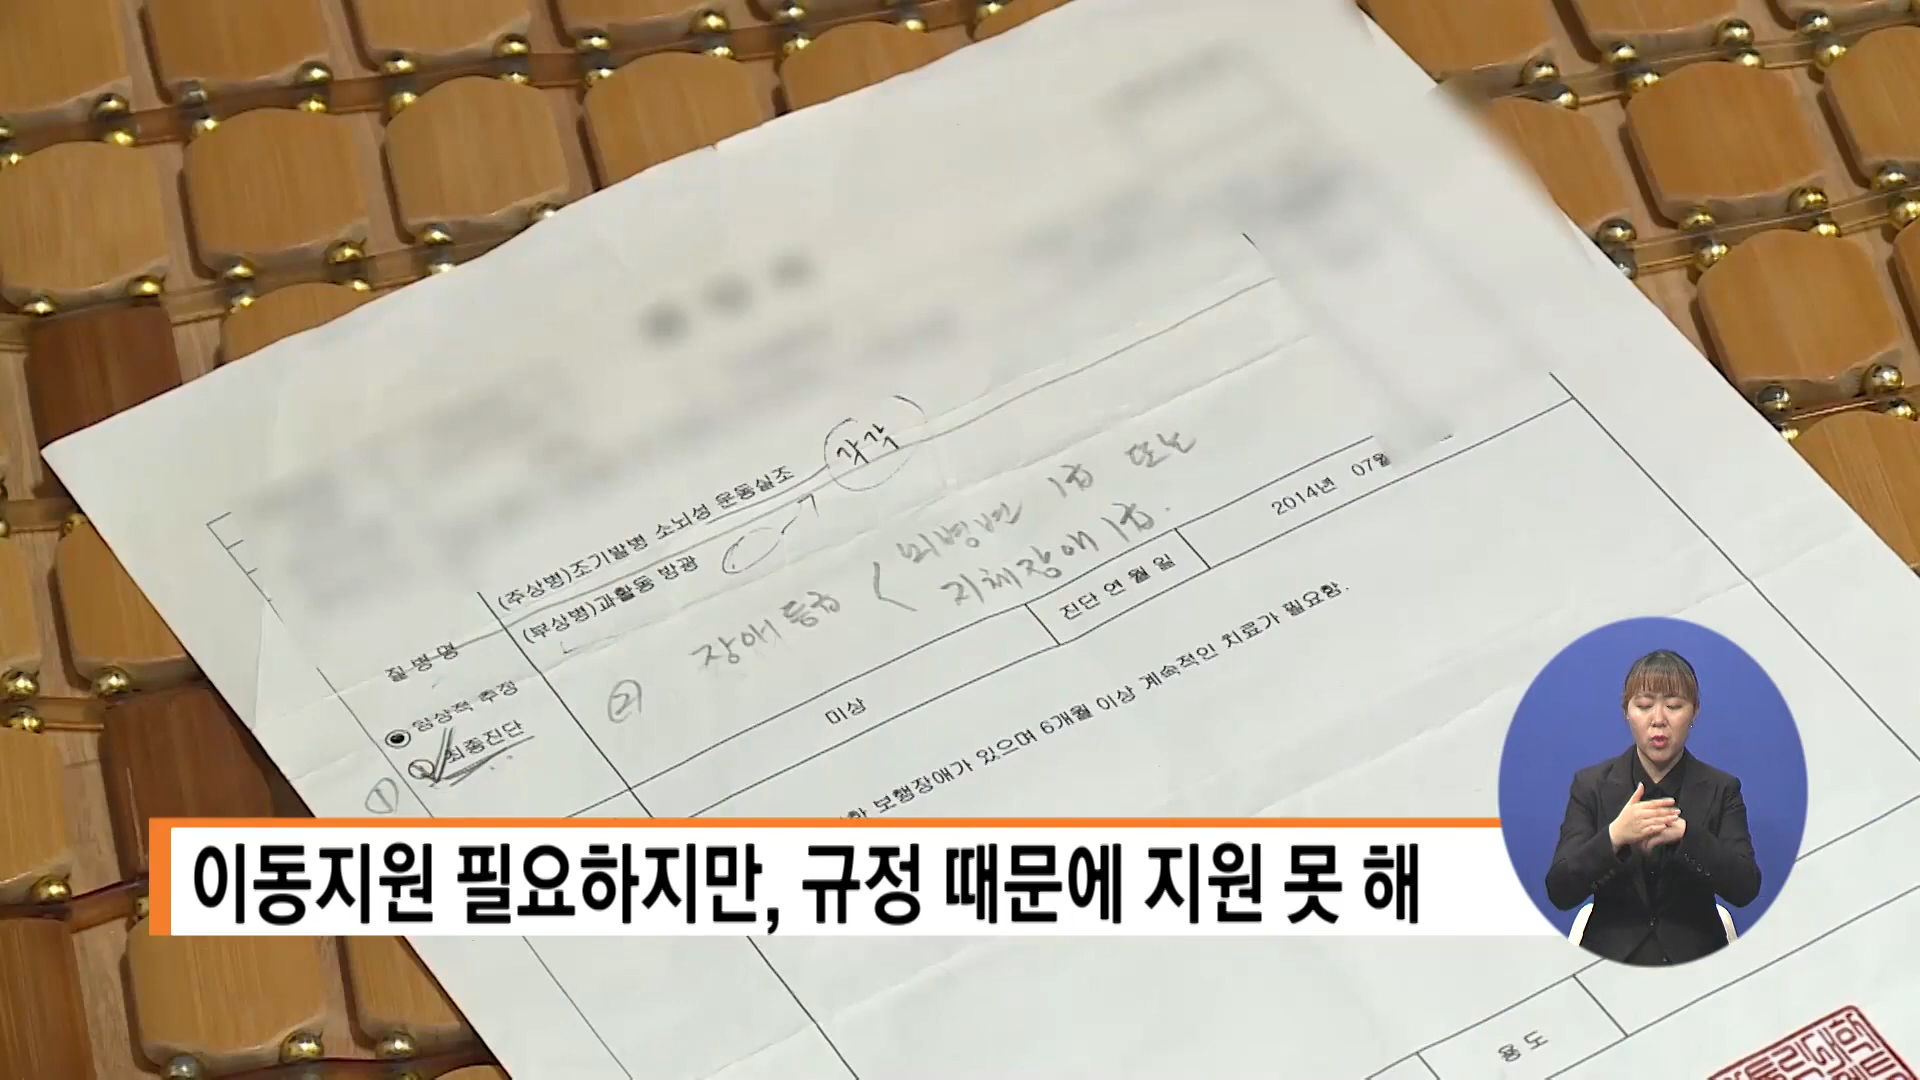 (주상병)조기발병 소뇌성 운동실조
각각
(부상병)과활동 방광
질 병 명
임상적 추정
최종진단
①
② 장애등급 < 뇌병변 1급 또는
지체장애 1급.
미상
진단 연 월 일
2014년 07월
보행장애가 있으며 6개월 이상 계속적인 치료가 필요함.
이동지원 필요하지만, 규정 때문에 지원 못 해
용 도